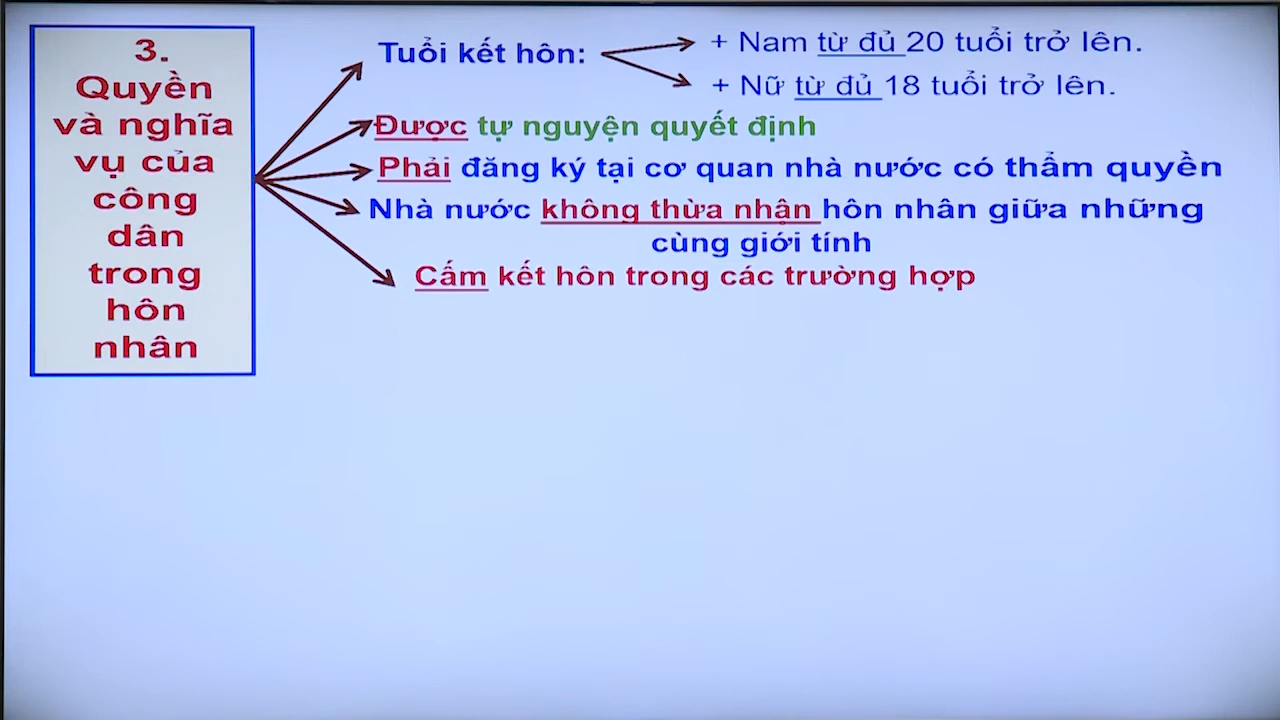 3.
Quyền
và nghĩa
vụ của
công
dân
trong
hôn
nhân
Tuổi kết hôn:
+ Nam từ đủ 20 tuổi trở lên.
+ Nữ từ đủ 18 tuổi trở lên.
Được tự nguyện quyết định
Phải đăng ký tại cơ quan nhà nước có thẩm quyền
Nhà nước không thừa nhận hôn nhân giữa những
cùng giới tính
Cấm kết hôn trong các trường hợp